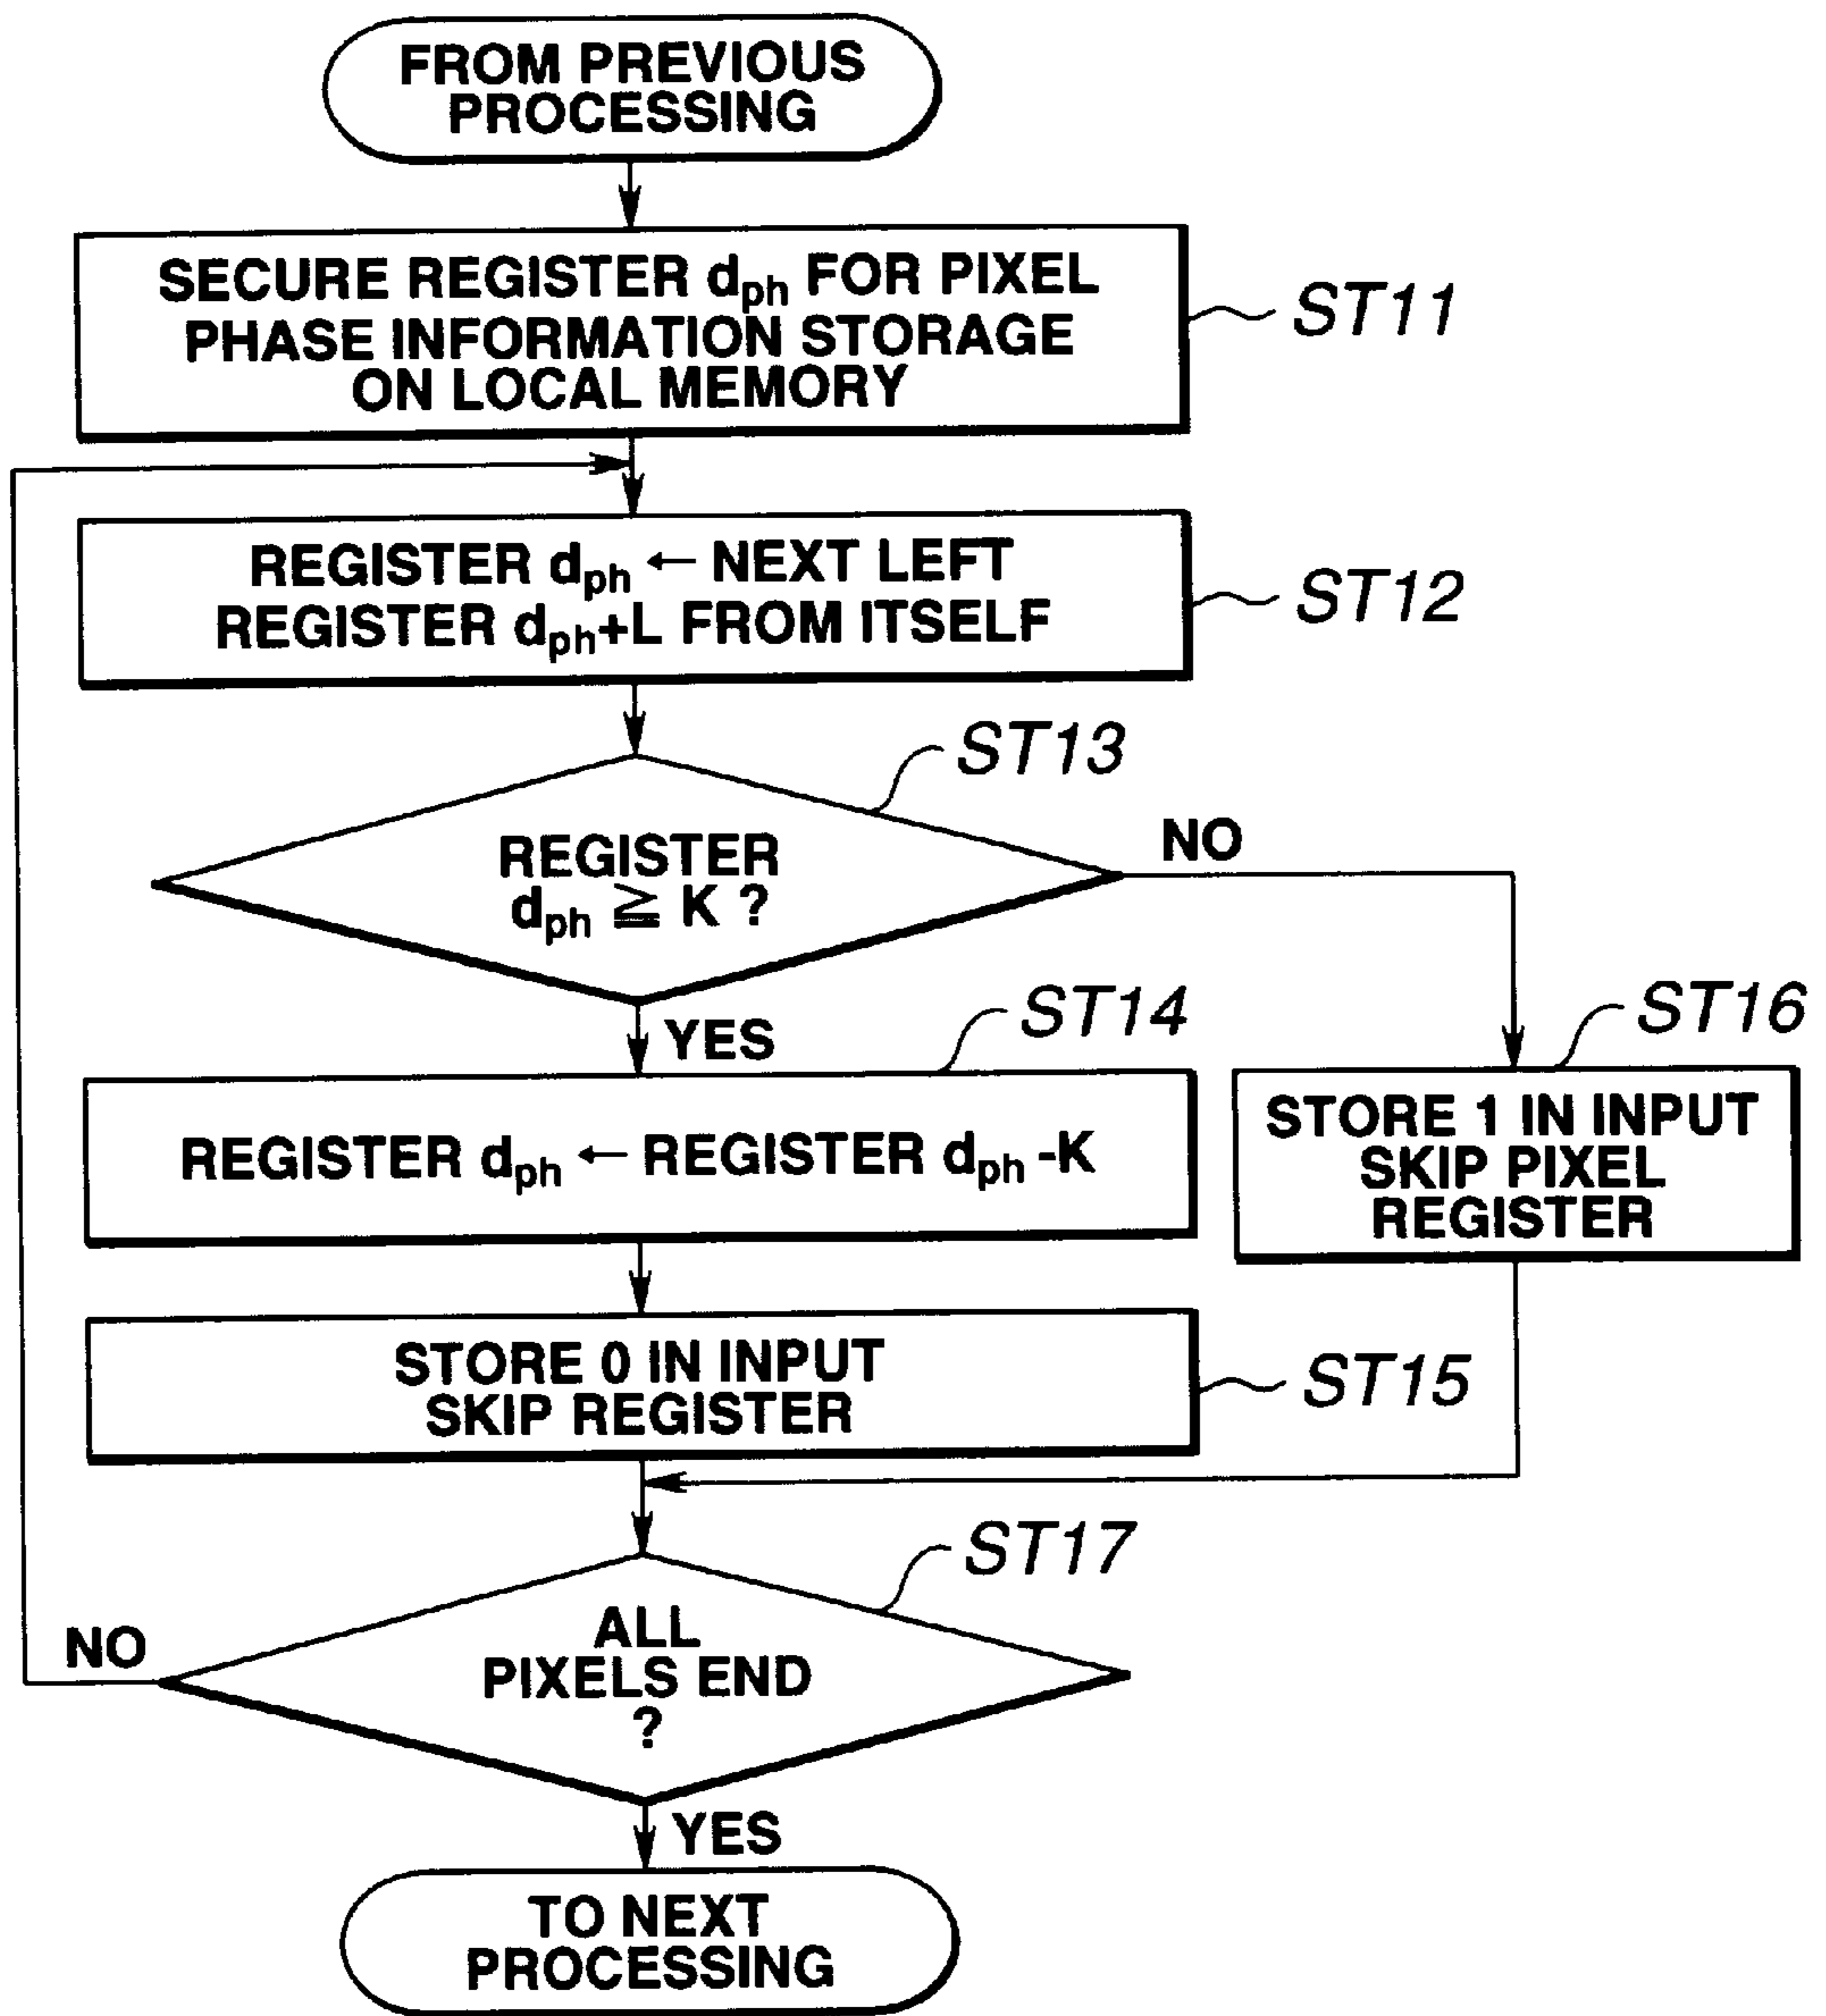 FROM PREVIOUS
PROCESSING
SECURE REGISTER dph FOR PIXEL
PHASE INFORMATION STORAGE
ON LOCAL MEMORY
ST11
REGISTER dph ← NEXT LEFT
REGISTER dph+L FROM ITSELF
ST12
ST13
REGISTER
dph ≧ K ?
NO
YES
ST14
REGISTER dph ← REGISTER dph -K
ST16
STORE 1 IN INPUT
SKIP PIXEL
REGISTER
STORE 0 IN INPUT
SKIP REGISTER
ST15
ST17
ALL
PIXELS END
?
NO
YES
TO NEXT
PROCESSING